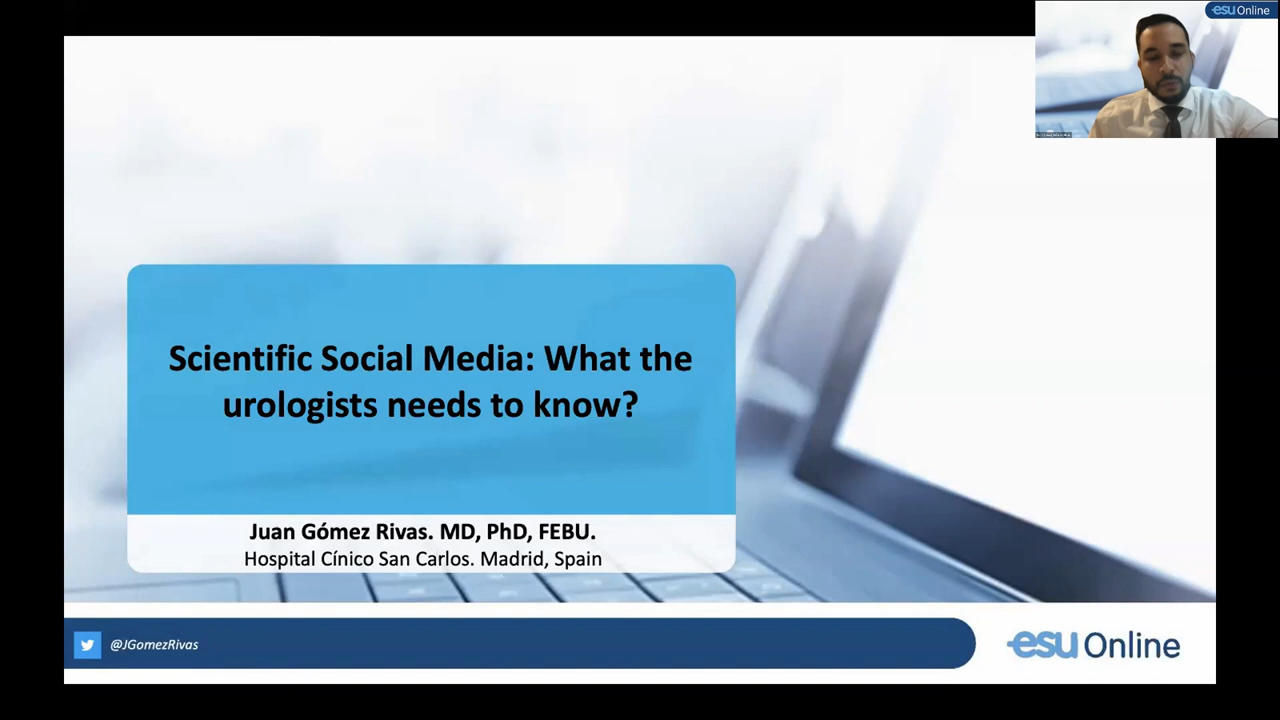 esu Online
Scientific Social Media: What the
urologists needs to know?
Juan Gómez Rivas. MD, PhD, FEBU.
Hospital Cínico San Carlos. Madrid, Spain
@JGomezRivas
esu Online